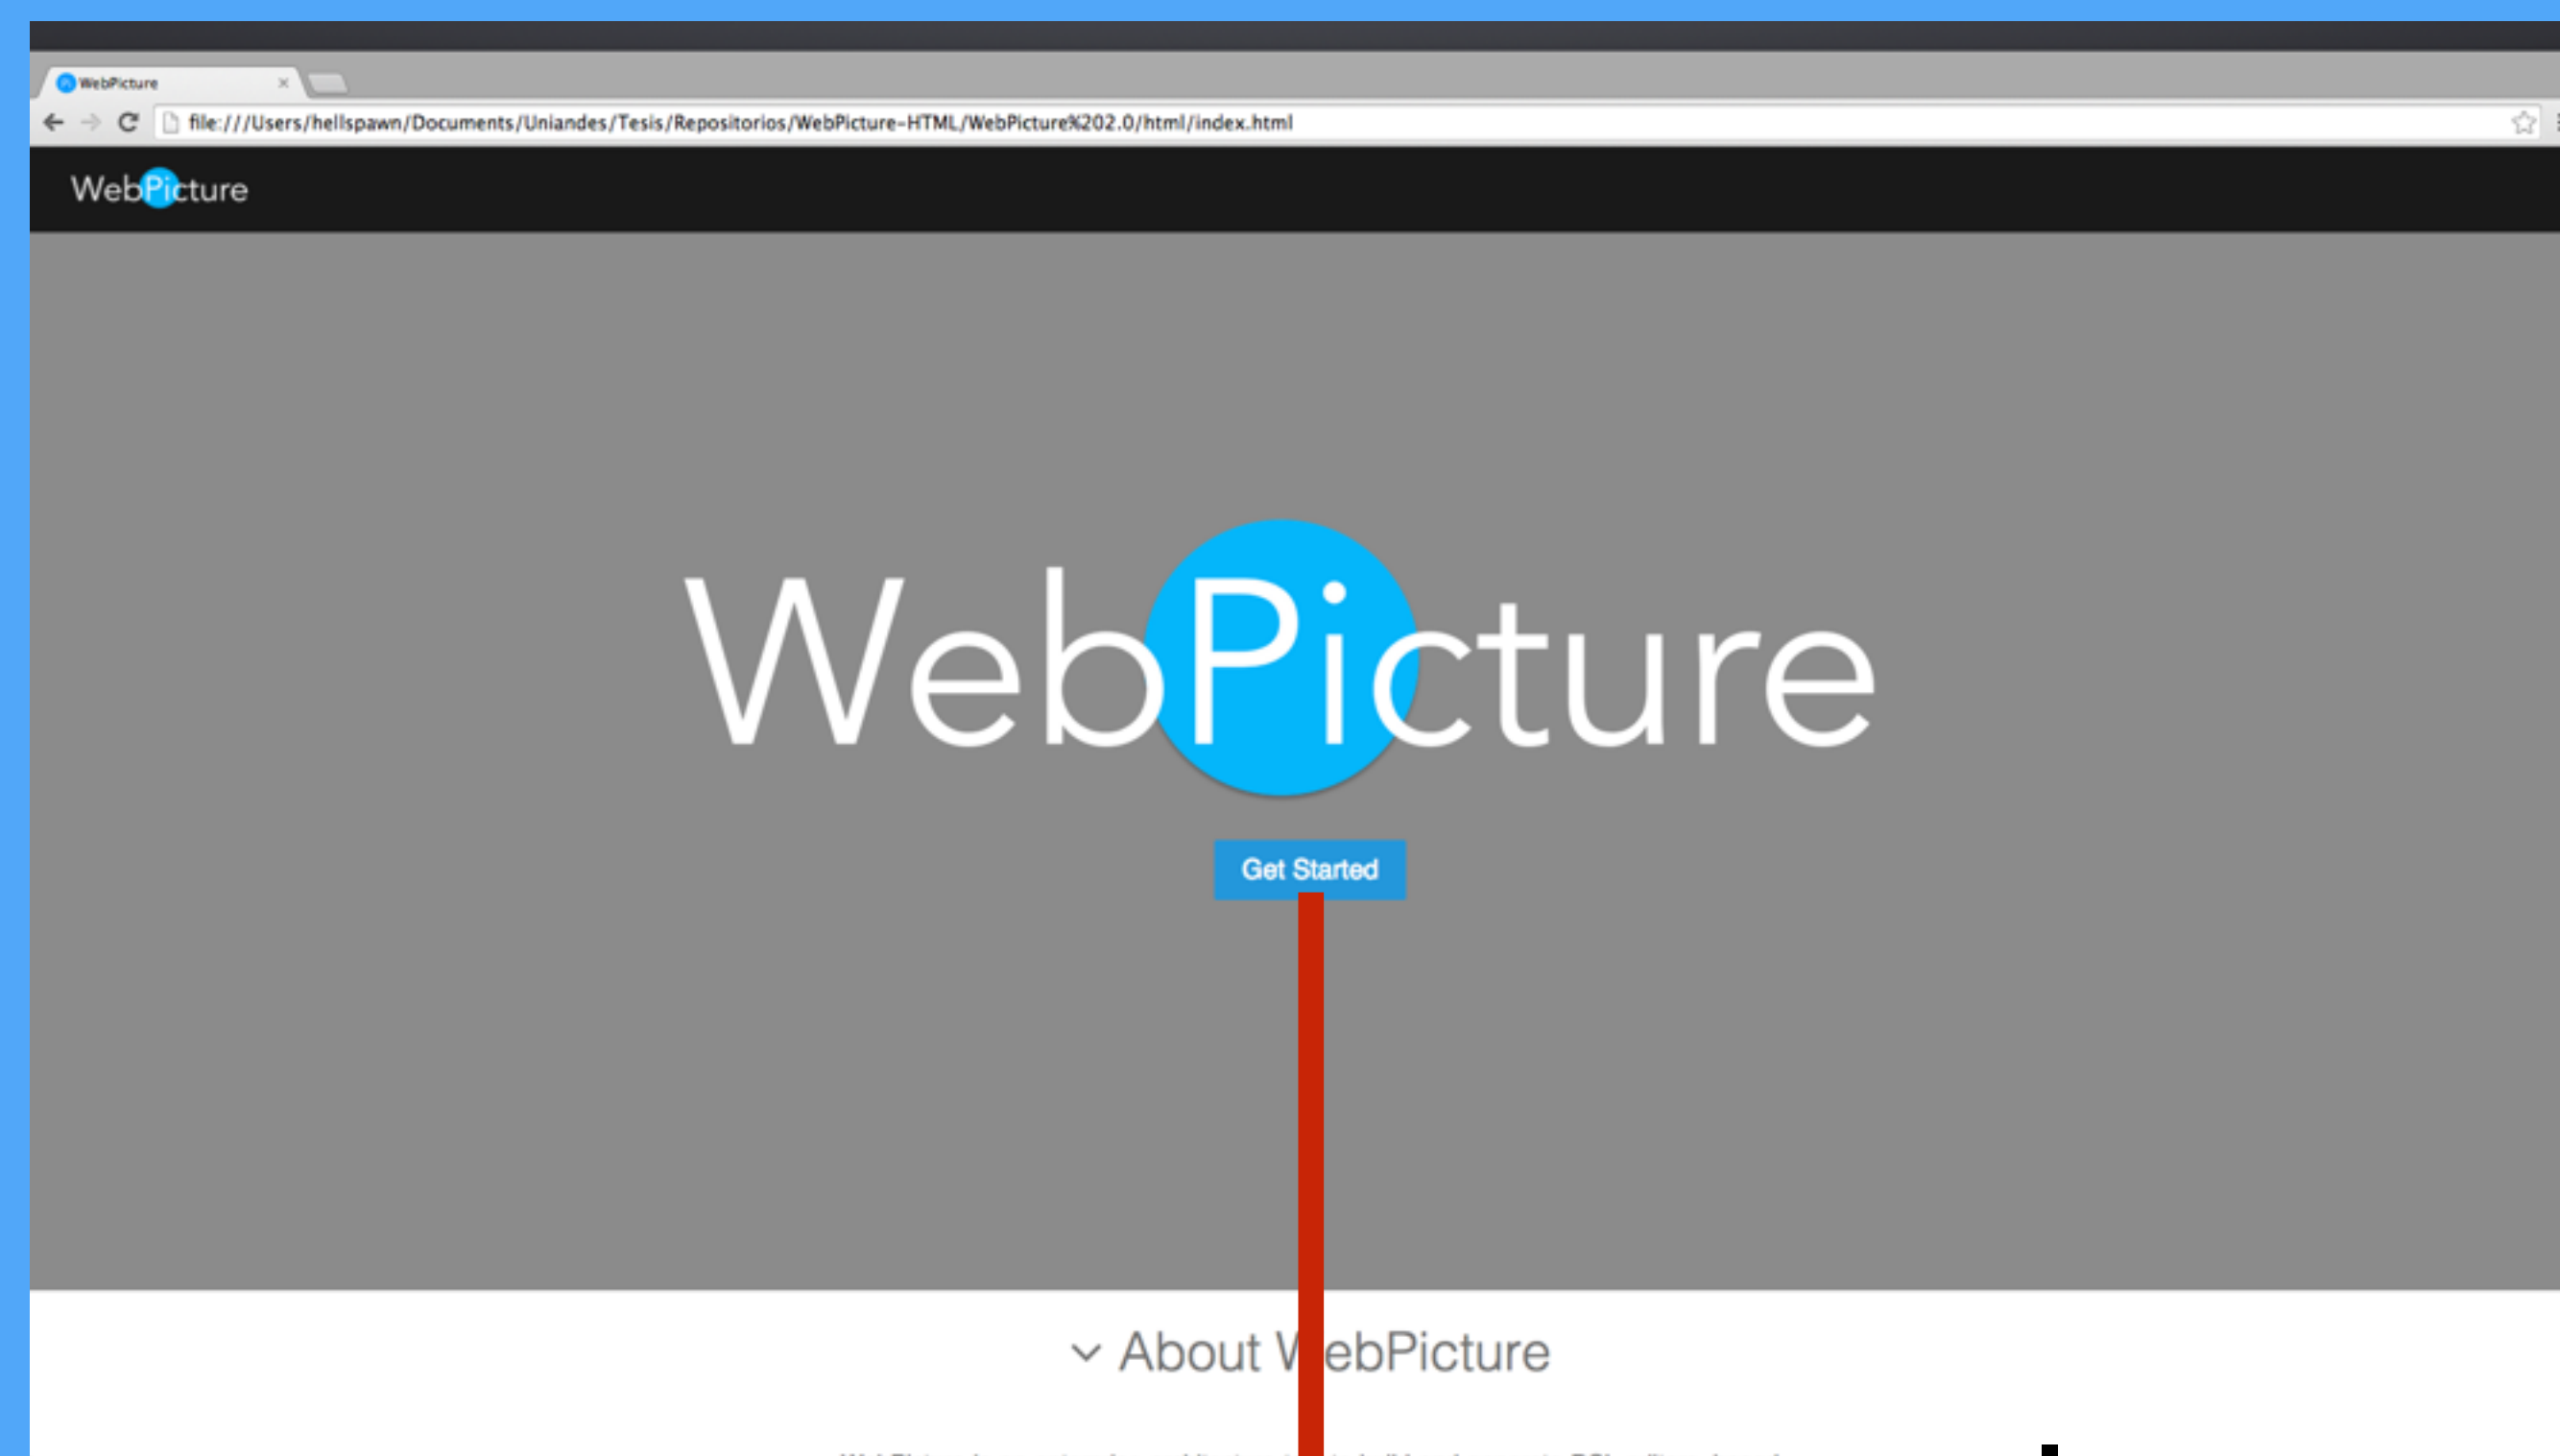 WebPicture
file:///Users/hellspawn/Documents/Uniandes/Tesis/Repositorios/WebPicture-HTML/WebPicture%202.0/html/index.html
WebPicture
WebPicture
Get Started
About WebPicture